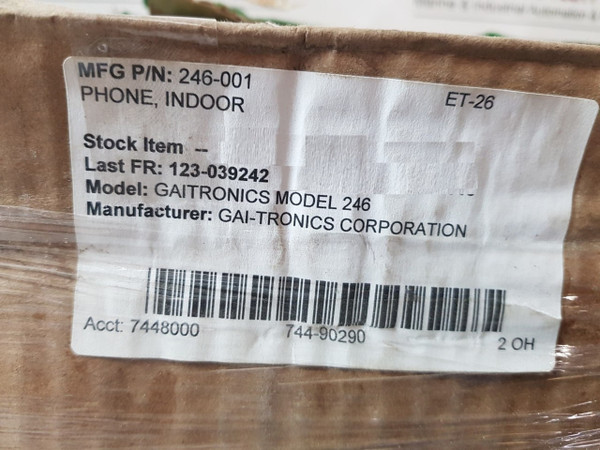 MFG P/N: 246-001
PHONE, INDOOR
ET-26
Stock Item --
Last FR: 123-039242
Model: GAITRONICS MODEL 246
Manufacturer: GAI-TRONICS CORPORATION
Acct: 7448000
744-90290
2 OH